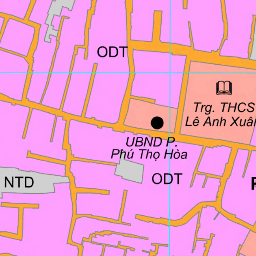 ODT
Trg. THCS
Lê Anh Xuân
UBND P.
Phú Thọ Hòa
ODT
NTD